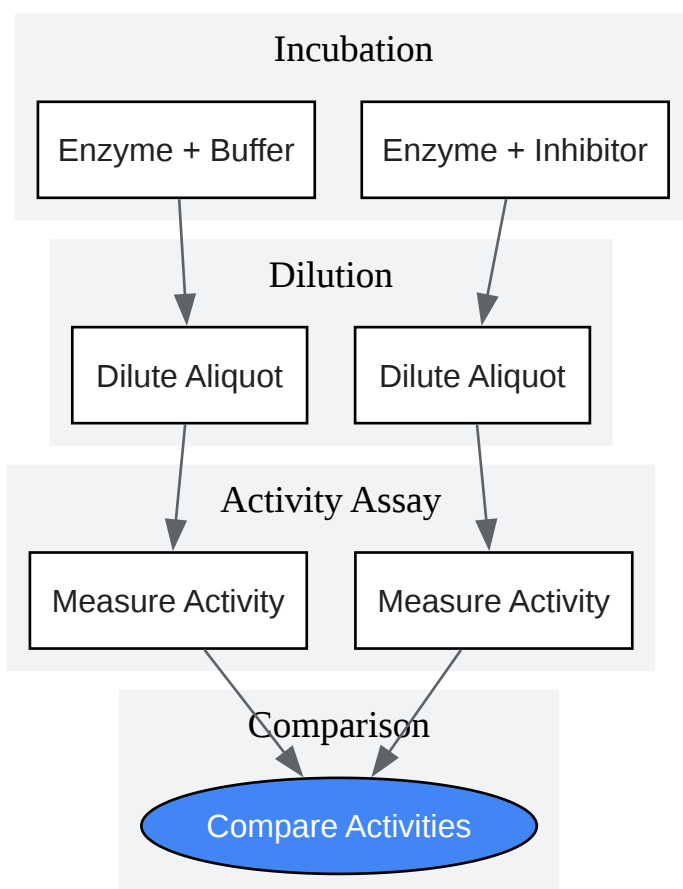 Incubation
Enzyme + Buffer
Enzyme + Inhibitor
Dilution
Dilute Aliquot
Dilute Aliquot
Activity Assay
Measure Activity
Measure Activity
Comparison
Compare Activities